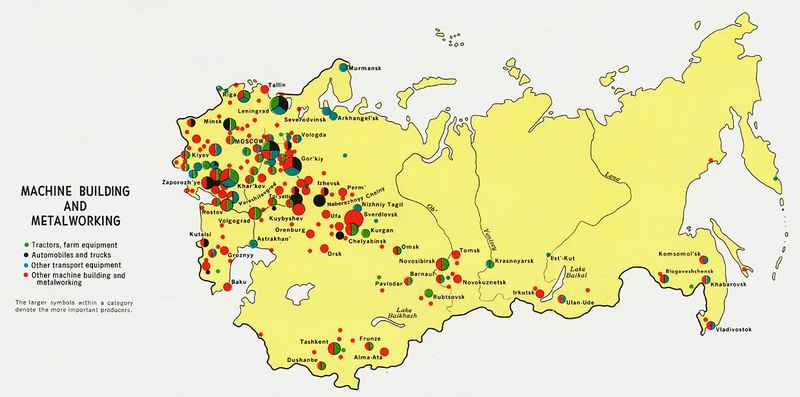 MACHINE BUILDING
AND
METALWORKING
Tractors, farm equipment
Automobiles and trucks
Other transport equipment
Other machine building and
metalworking
The larger symbols within a category
denote the more important producers.
Murmansk
Tallin
Riga
Leningrad
Severodvinsk
Arkhangel'sk
Minsk
Vologda
MOSCOW
Kiyev
Gor'kiy
Zaporozh'ye
Khar'kov
Izhevsk
Perm'
Voroshilovgrad
Tol'yatti
Naberezhnyy Chelny
Nizhniy Tagil
Rostov
Ufa
Sverdlovsk
Volgograd
Kuybyshev
Kurgan
Orenburg
Chelyabinsk
Kutaisi
Astrakhan'
Orsk
Omsk
Tomsk
Groznyy
Novosibirsk
Krasnoyarsk
Ust'-Kut
Komsomol'sk
Baku
Barnaul
Lake
Baikal
Blagoveshchensk
Pavlodar
Novokuznetsk
Khabarovsk
Rubtsovsk
Irkutsk
Ulan-Ude
Lake
Balkhash
Vladivostok
Tashkent
Frunze
Dushanbe
Alma-Ata
Ob'
Yenisey
Lena